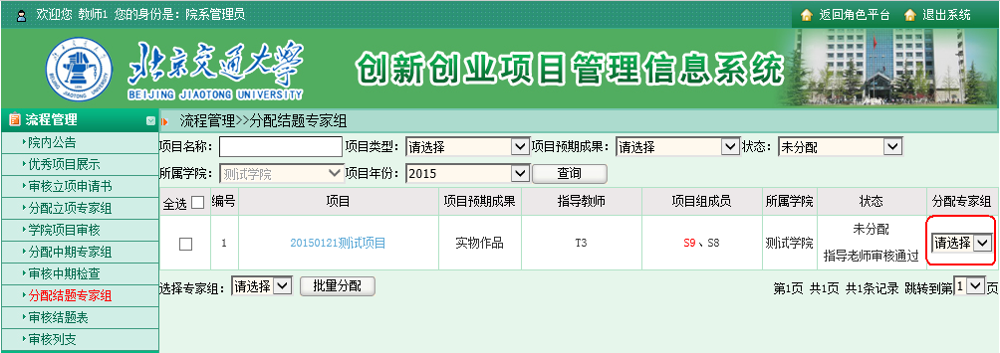 欢迎您 教师1 您的身份是：院系管理员 返回角色平台 退出系统
北京交通大学
BEIJING JIAOTONG UNIVERSITY
创新创业项目管理信息系统
流程管理
院内公告
优秀项目展示
审核立项申请书
分配立项专家组
学院项目审核
分配中期专家组
审核中期检查
分配结题专家组
审核结题表
审核列支
流程管理>>分配结题专家组
项目名称： 项目类型： 请选择 项目预期成果： 请选择 状态： 未分配
所属学院： 测试学院 项目年份： 2015 查询
全选 编号 项目 项目预期成果 指导教师 项目组成员 所属学院 状态 分配专家组
1 20150121测试项目 实物作品 T3 S9、S8 测试学院 未分配 请选择
指导老师审核通过
选择专家组： 请选择 批量分配 第1页 共1页 共1条记录 跳转到第 1 页